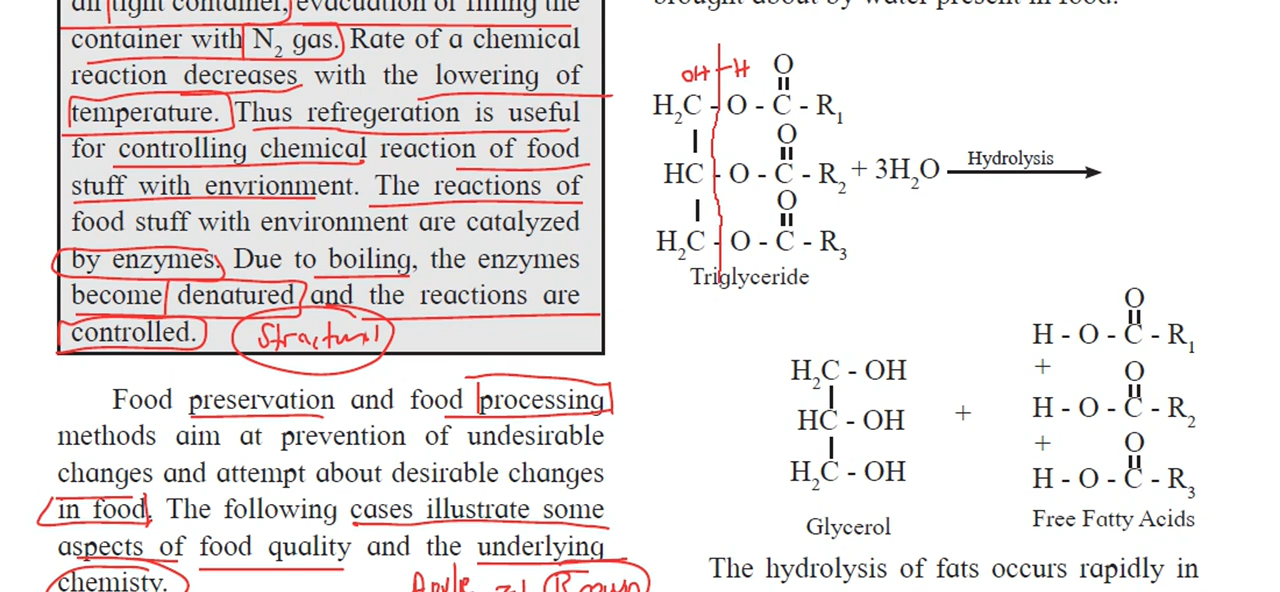 air tight container, evacuation or filling the
container with N₂ gas. Rate of a chemical
reaction decreases with the lowering of
temperature. Thus refregeration is useful
for controlling chemical reaction of food
stuff with envrionment. The reactions of
food stuff with environment are catalyzed
by enzymes. Due to boiling, the enzymes
become denatured and the reactions are
controlled. Structural
Food preservation and food processing
methods aim at prevention of undesirable
changes and attempt about desirable changes
in food. The following cases illustrate some
aspects of food quality and the underlying
chemisty.
Apple Brown
brought about by water present in food.
OH H O
H₂C - O - C - R₁
O
HC - O - C - R₂ + 3H₂O Hydrolysis
O
H₂C - O - C - R₃
Triglyceride
H₂C - OH
HC - OH
H₂C - OH
Glycerol
+
O
H - O - C - R₁
+ O
H - O - C - R₂
+ O
H - O - C - R₃
Free Fatty Acids
The hydrolysis of fats occurs rapidly in